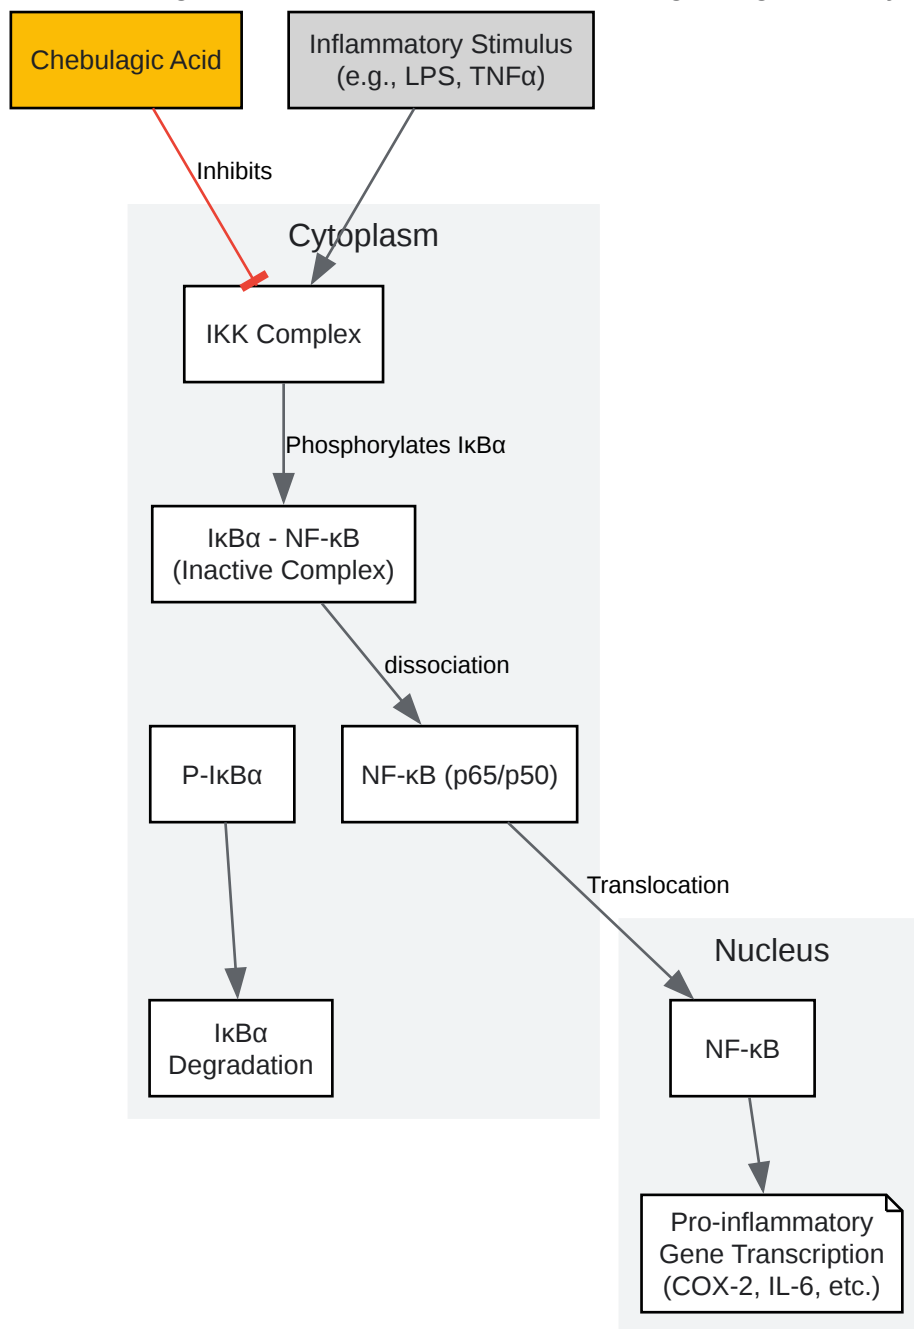 Chebulagic Acid
Inflammatory Stimulus
(e.g., LPS, TNFα)
Inhibits
Cytoplasm
IKK Complex
Phosphorylates IκBα
IκBα - NF-κB
(Inactive Complex)
dissociation
P-IκBα
NF-κB (p65/p50)
Translocation
Nucleus
IκBα
Degradation
NF-κB
Pro-inflammatory
Gene Transcription
(COX-2, IL-6, etc.)